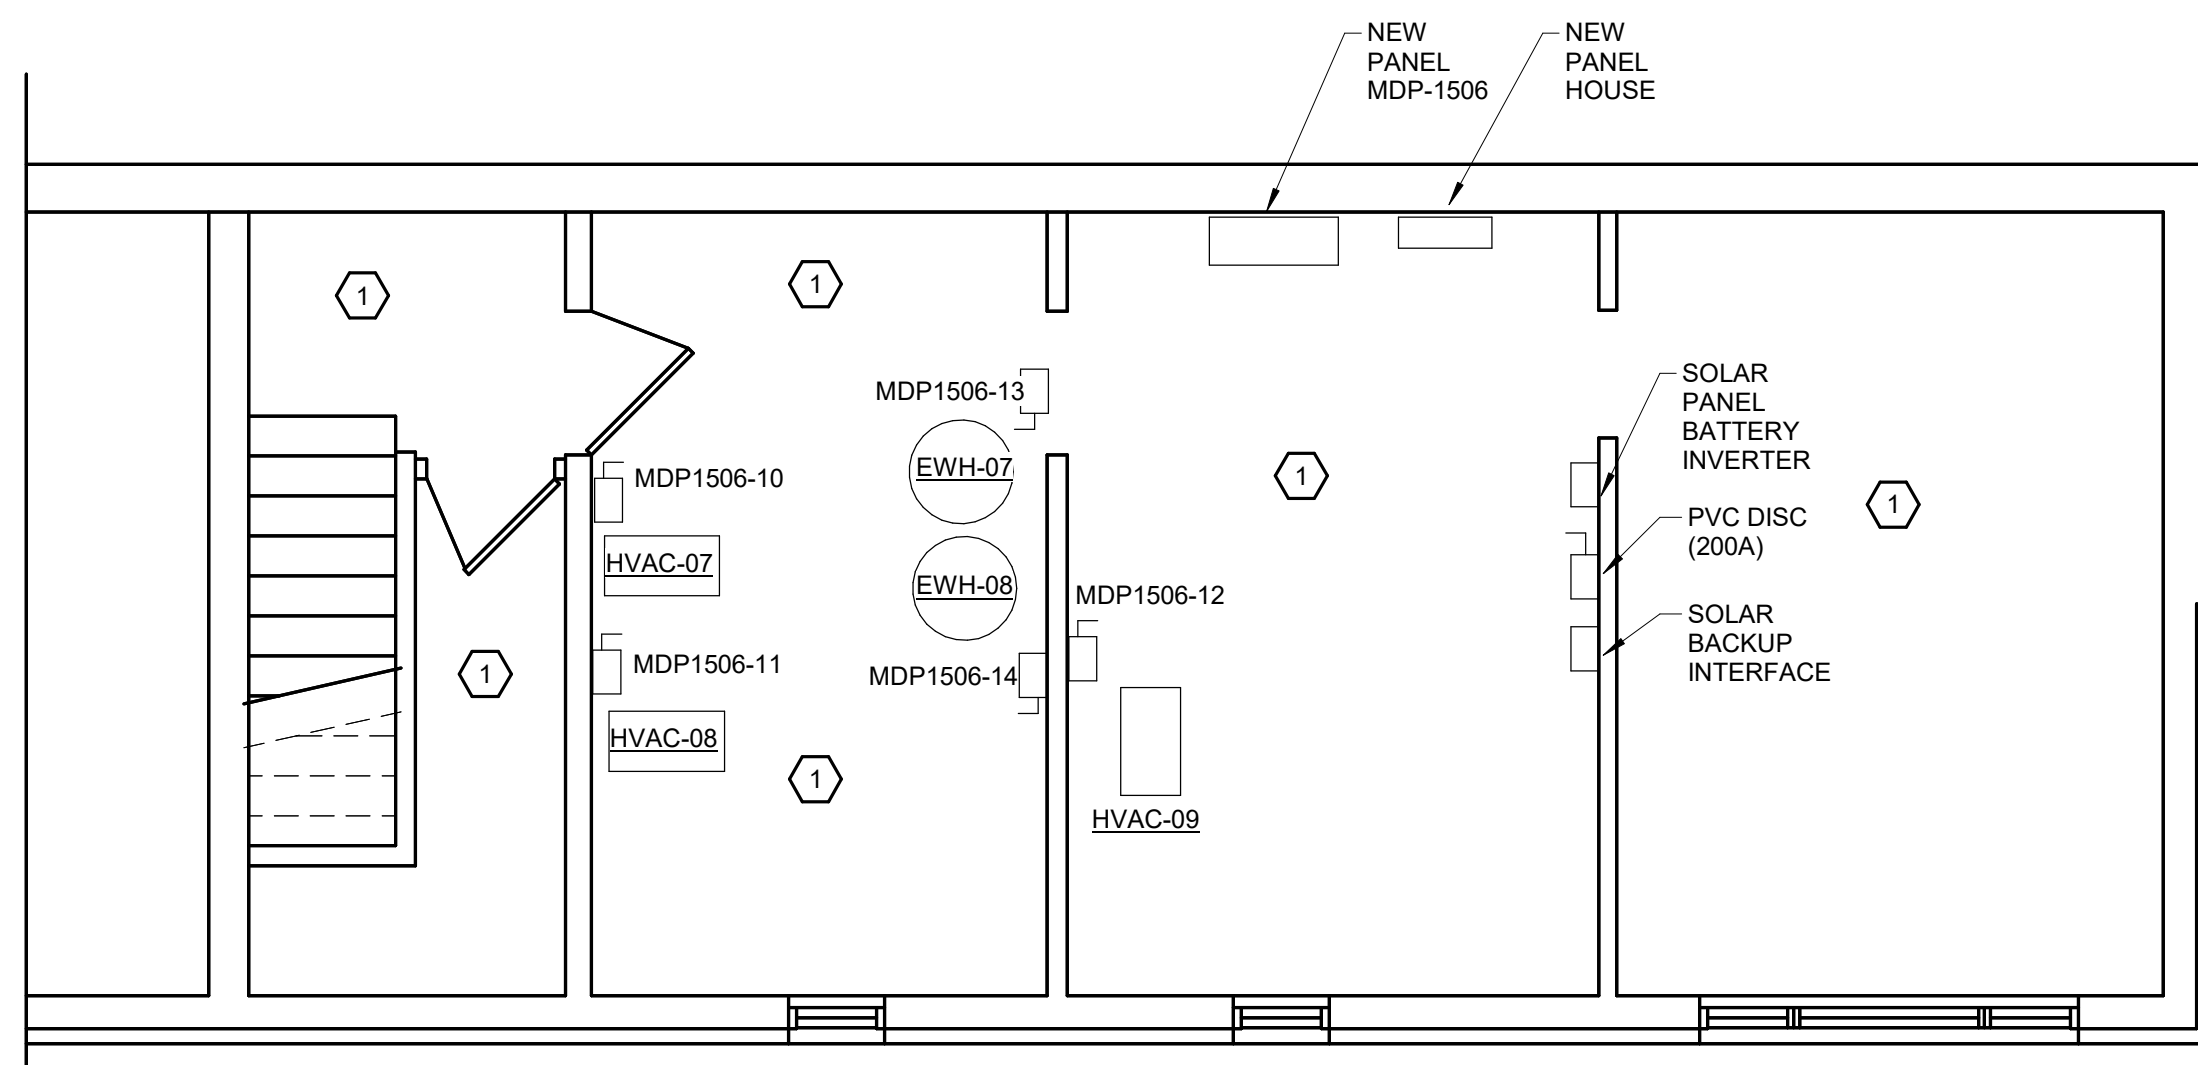 NEW
PANEL
MDP-1506
NEW
PANEL
HOUSE
1
1
MDP1506-13
SOLAR
PANEL
BATTERY
INVERTER
EWH-07
MDP1506-10
1
1
PVC DISC
(200A)
HVAC-07
EWH-08
MDP1506-12
SOLAR
BACKUP
INTERFACE
MDP1506-11
1
MDP1506-14
HVAC-08
1
HVAC-09